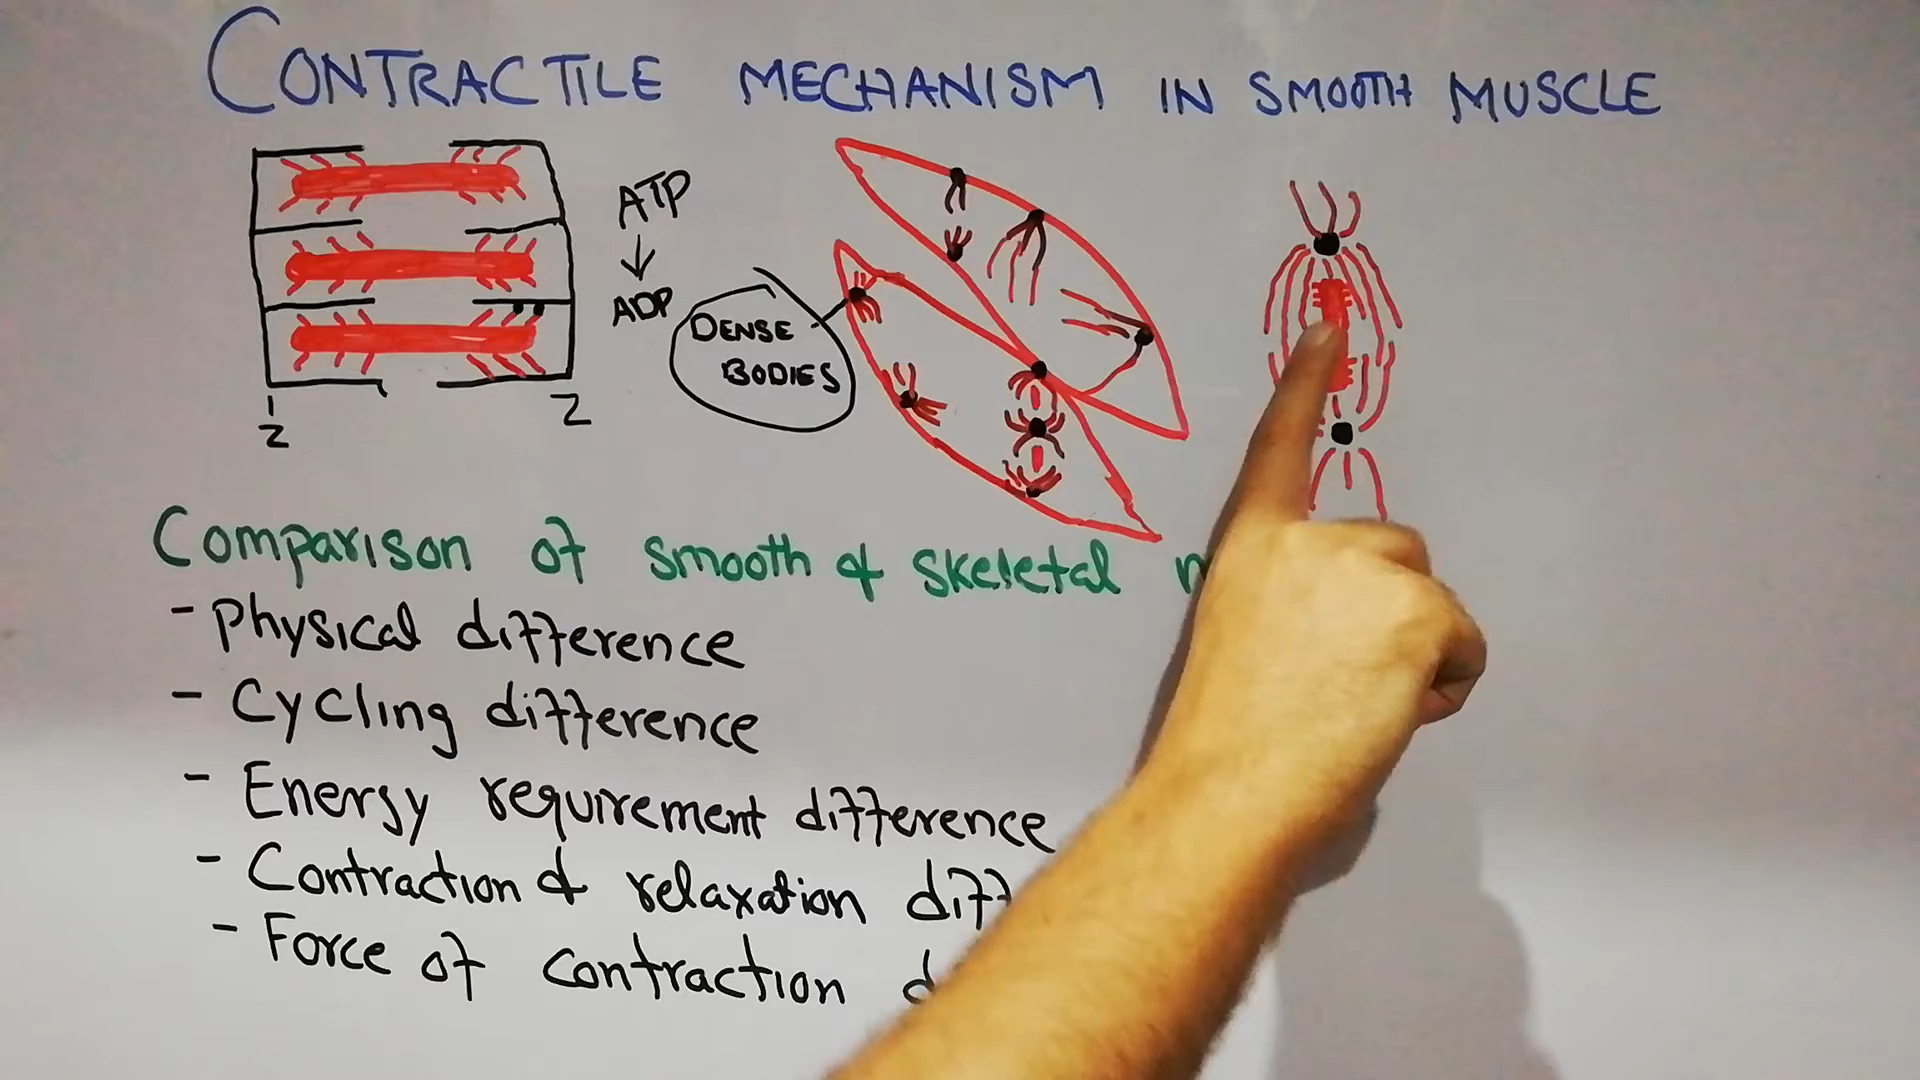 CONTRACTILE MECHANISM IN SMOOTH MUSCLE
ATP
ADP
DENSE
BODIES
Z
Z
Comparison of smooth & skeletal
- Physical difference
- Cycling difference
- Energy requirement difference
- Contraction & relaxation diff
- Force of contraction d